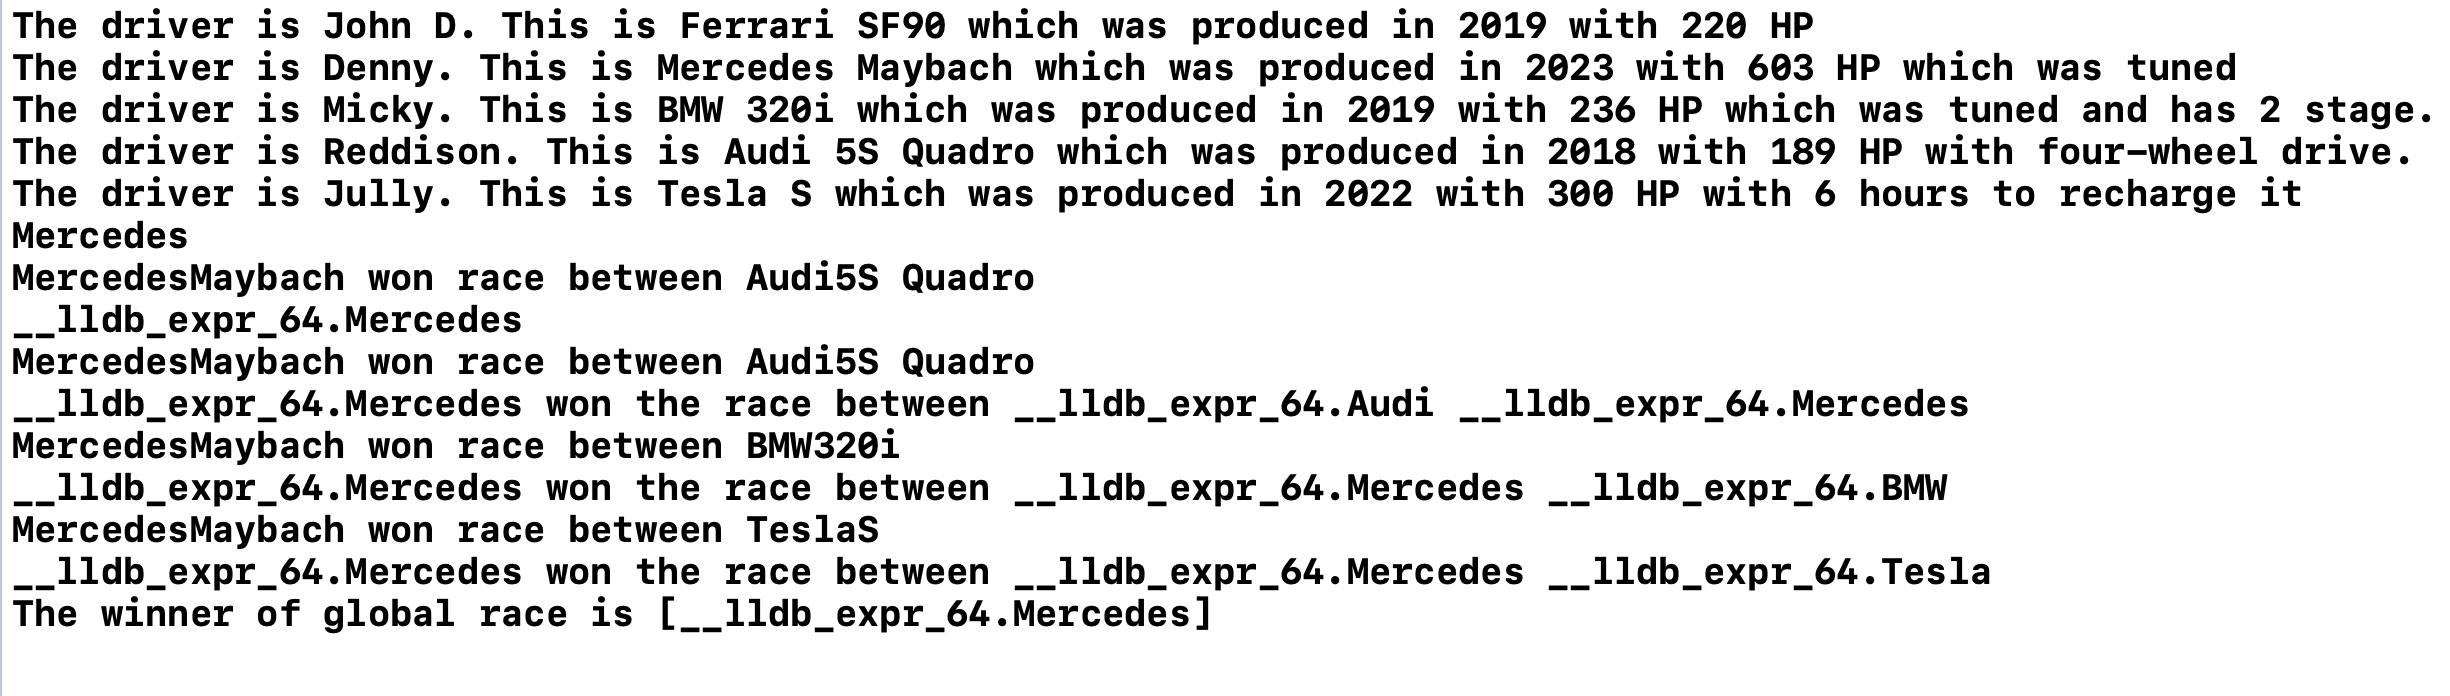 The driver is John D. This is Ferrari SF90 which was produced in 2019 with 220 HP
The driver is Denny. This is Mercedes Maybach which was produced in 2023 with 603 HP which was tuned
The driver is Micky. This is BMW 320i which was produced in 2019 with 236 HP which was tuned and has 2 stage.
The driver is Reddison. This is Audi 5S Quadro which was produced in 2018 with 189 HP with four-wheel drive.
The driver is Jully. This is Tesla S which was produced in 2022 with 300 HP with 6 hours to recharge it
Mercedes
MercedesMaybach won race between Audi5S Quadro
__lldb_expr_64.Mercedes
MercedesMaybach won race between Audi5S Quadro
__lldb_expr_64.Mercedes won the race between __lldb_expr_64.Audi __lldb_expr_64.Mercedes
MercedesMaybach won race between BMW320i
__lldb_expr_64.Mercedes won the race between __lldb_expr_64.Mercedes __lldb_expr_64.BMW
MercedesMaybach won race between TeslaS
__lldb_expr_64.Mercedes won the race between __lldb_expr_64.Mercedes __lldb_expr_64.Tesla
The winner of global race is [__lldb_expr_64.Mercedes]